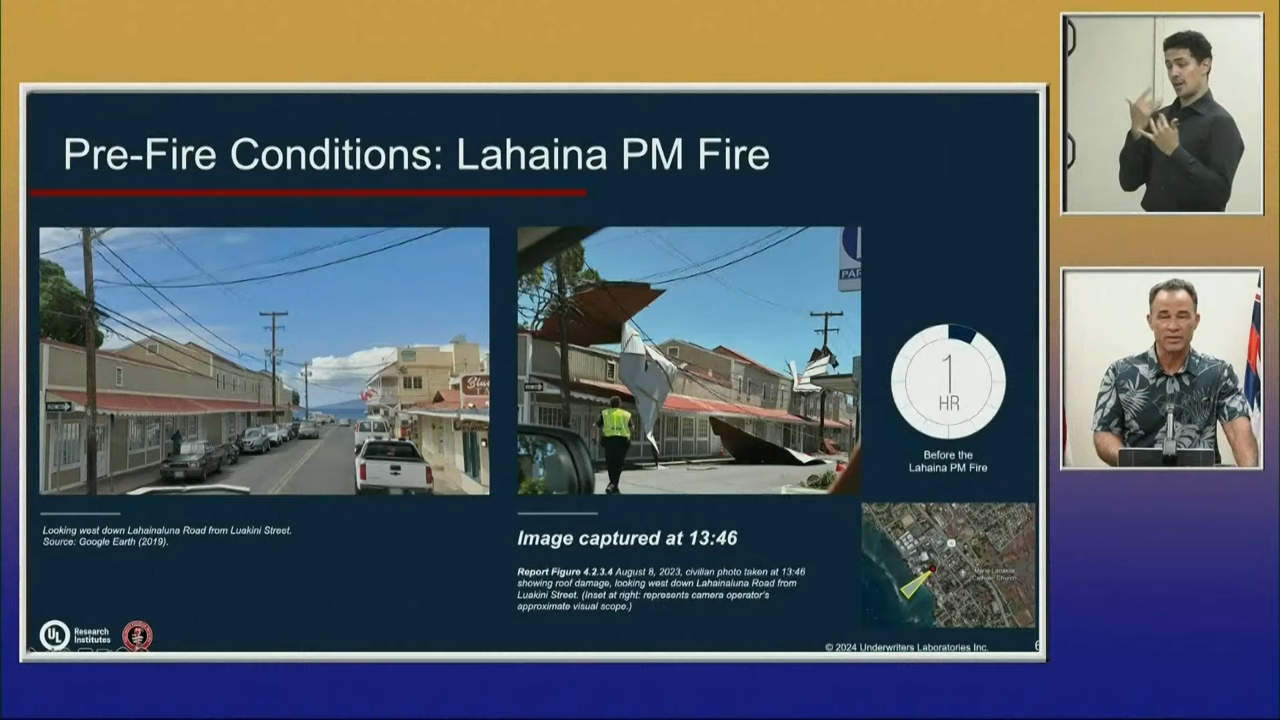 Pre-Fire Conditions: Lahaina PM Fire
PAR
1
HR
Before the
Lahaina PM Fire
Looking west down Lahainaluna Road from Luakini Street.
Source: Google Earth (2019).
Image captured at 13:46
Report Figure 4.2.3.4 August 8, 2023, civilian photo taken at 13:46
showing roof damage, looking west down Lahainaluna Road from
Luakini Street. (Inset at right: represents camera operator's
approximate visual scope.)
UL
Research
Institutes
© 2024 Underwriters Laboratories Inc.